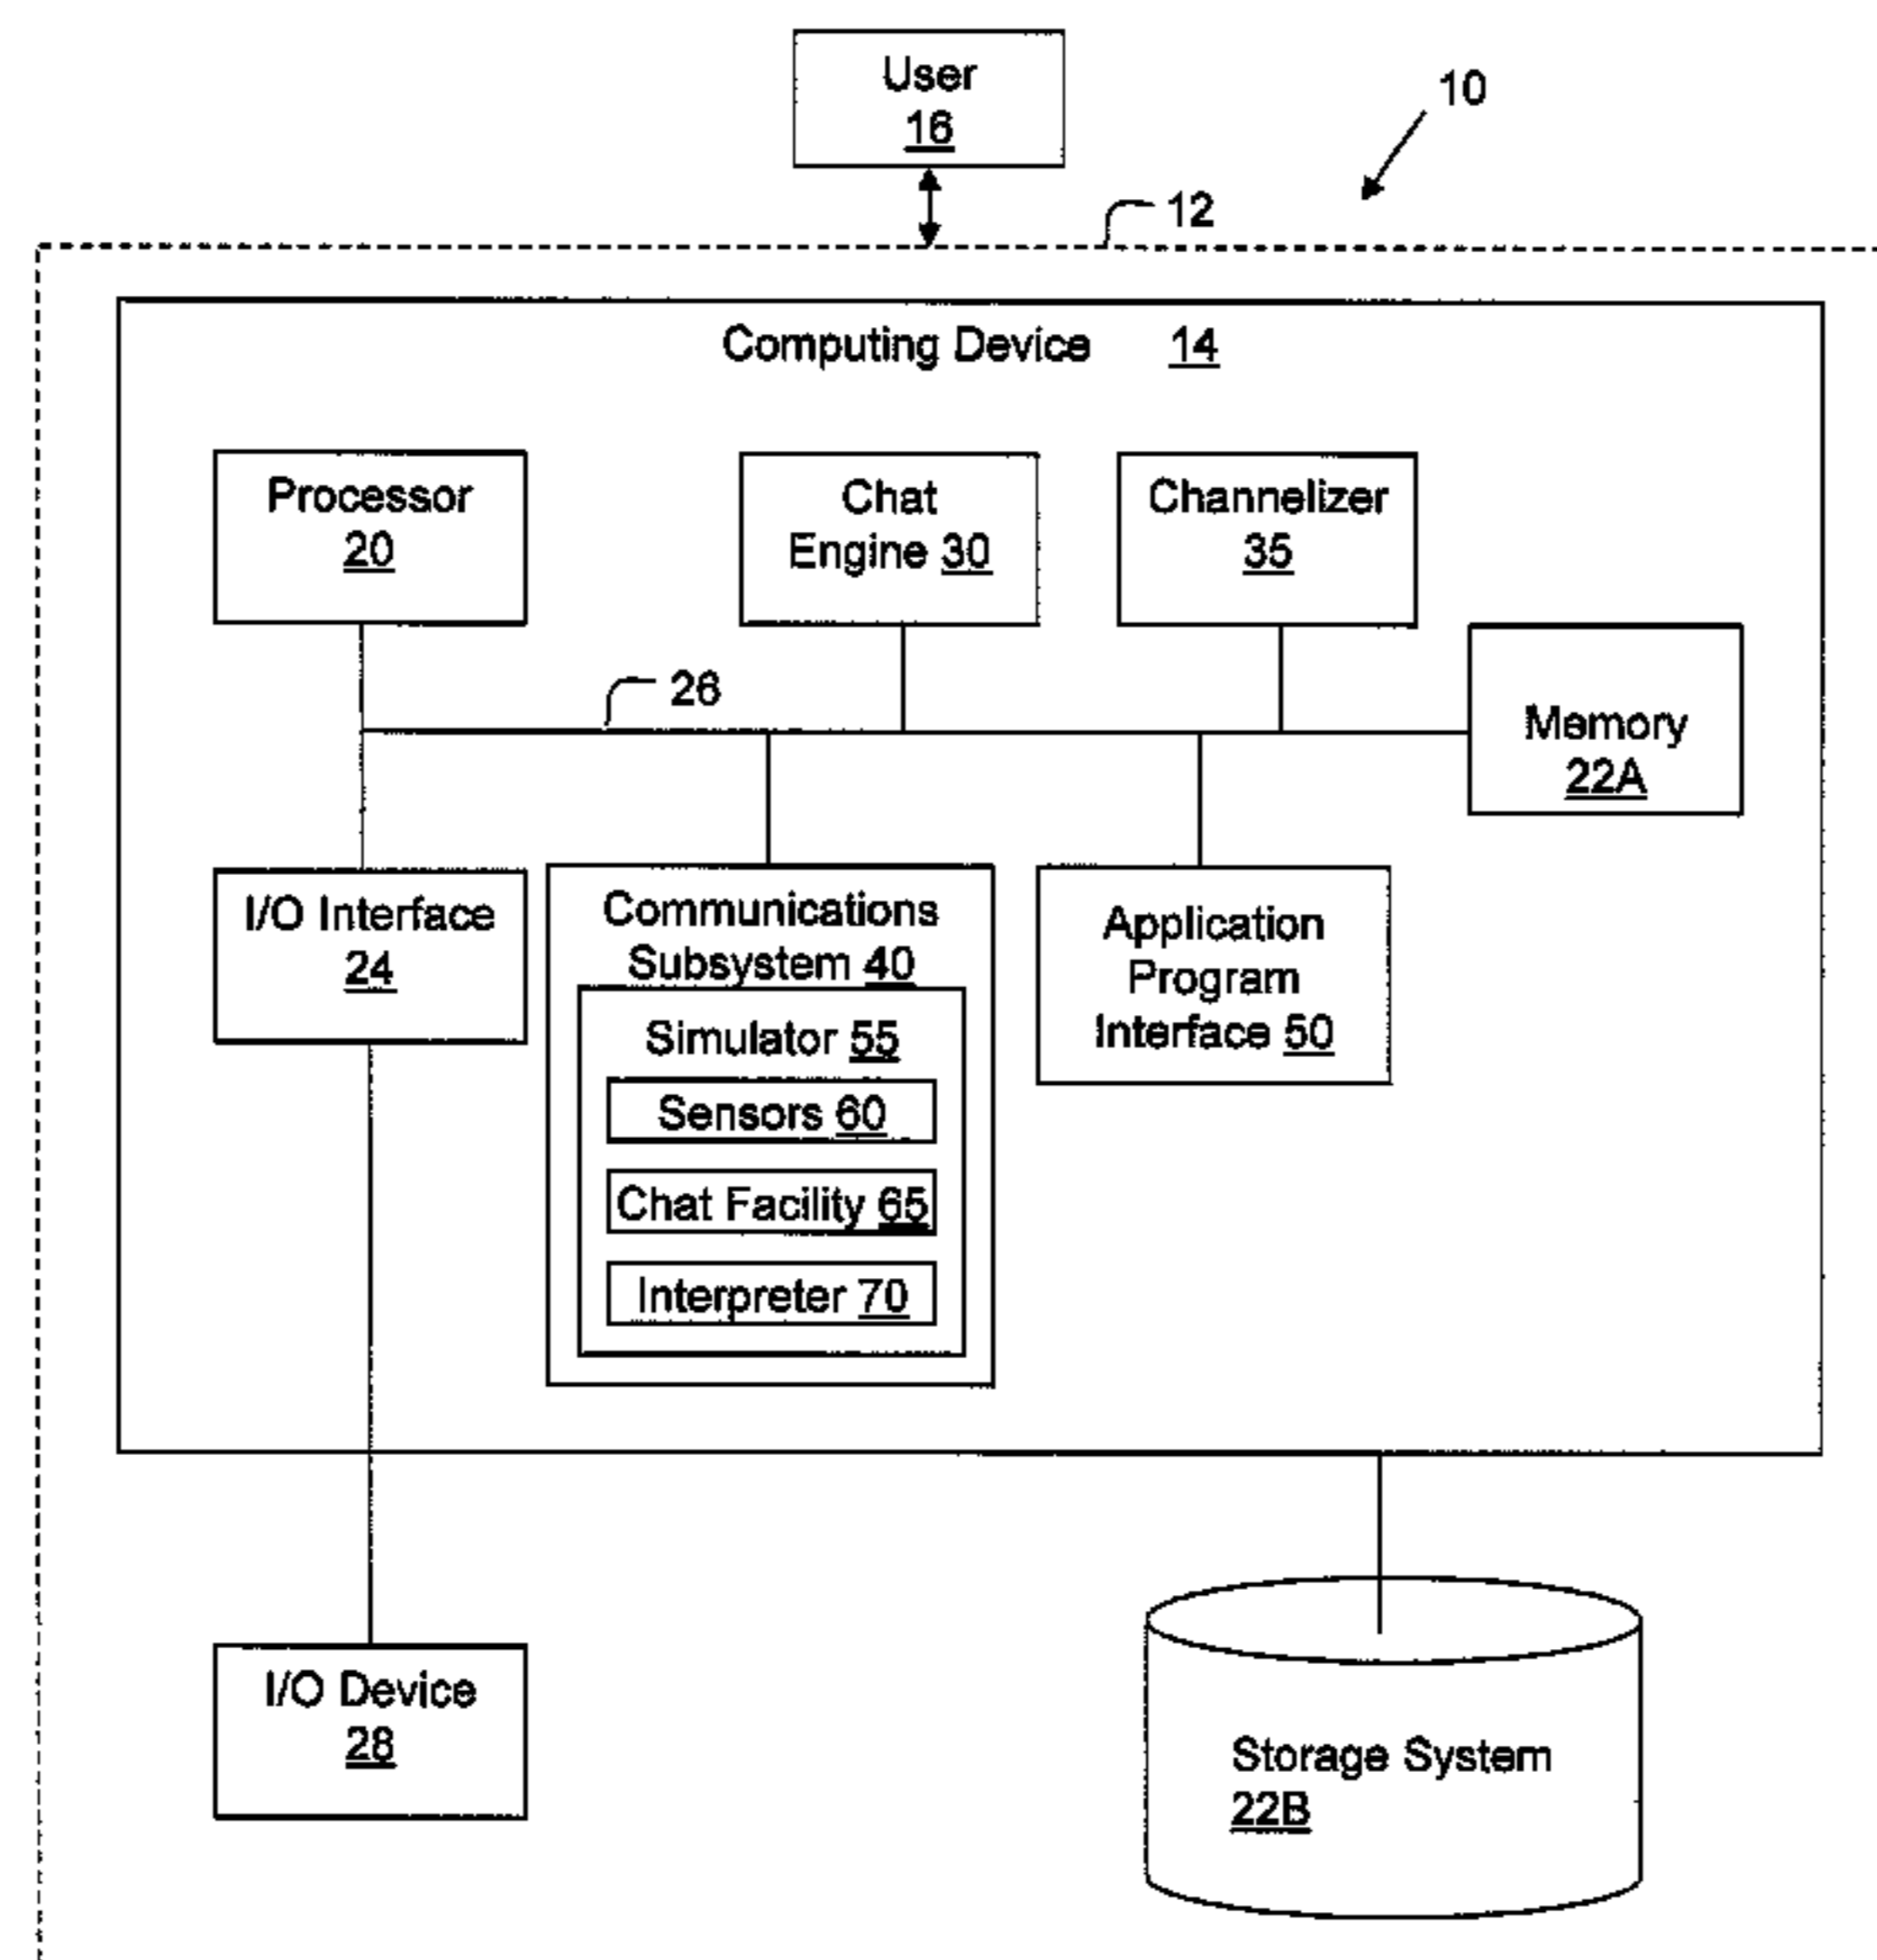 User
16
10
12
Computing Device 14
Processor
20
Chat
Engine 30
Channelizer
35
26
Memory
22A
I/O Interface
24
Communications
Subsystem 40
Simulator 55
Sensors 60
Chat Facility 65
Interpreter 70
Application
Program
Interface 50
I/O Device
28
Storage System
22B